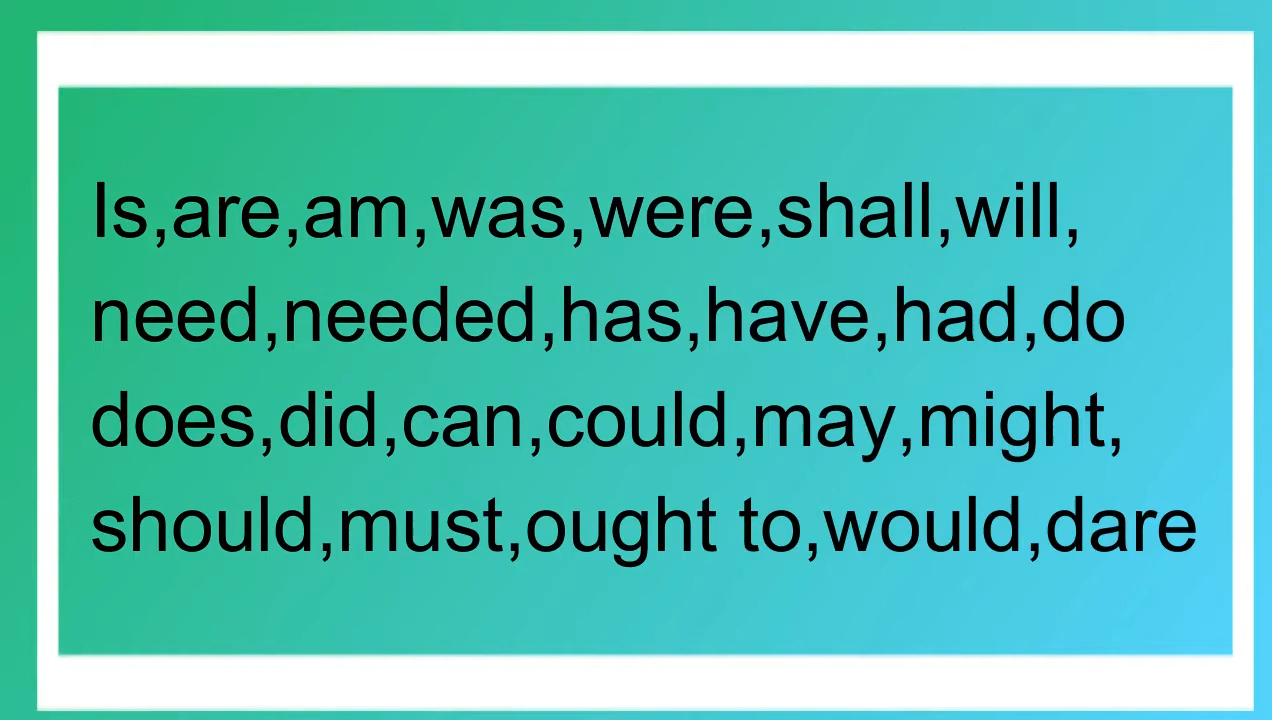 Is,are,am,was,were,shall,will,
need,needed,has,have,had,do
does,did,can,could,may,might,
should,must,ought to,would,dare